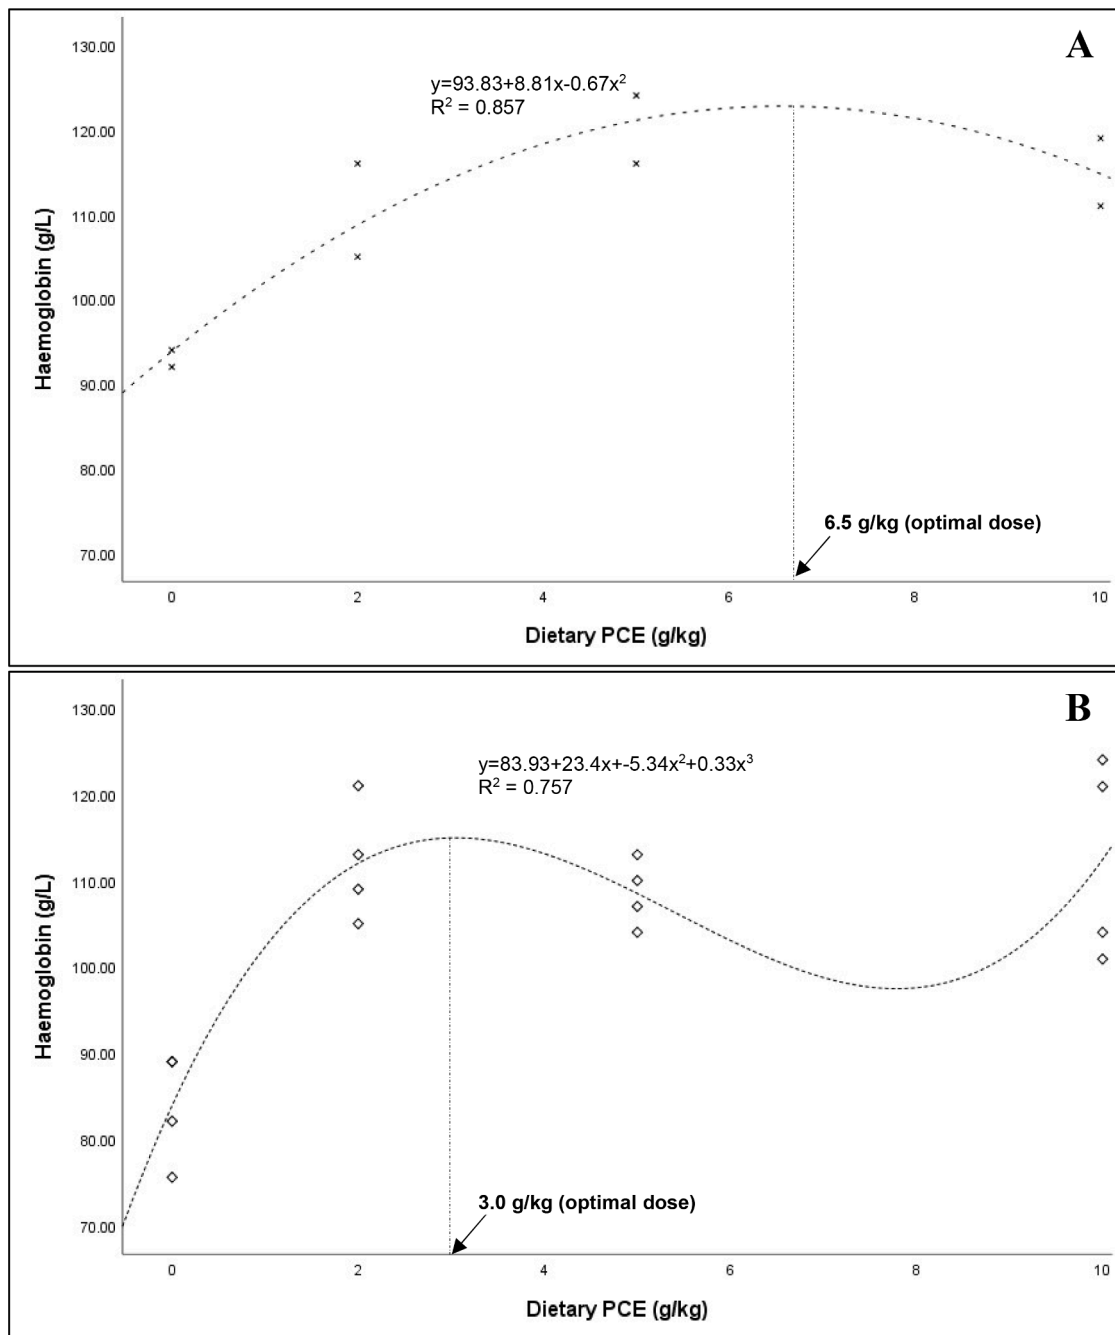 A
130.00
y=93.83+8.81x-0.67x²
R² = 0.857
120.00
110.00
100.00
90.00
80.00
70.00
Haemoglobin (g/L)
6.5 g/kg (optimal dose)
0 2 4 6 8 10
Dietary PCE (g/kg)
B
130.00
y=83.93+23.4x+-5.34x²+0.33x³
R² = 0.757
120.00
110.00
100.00
90.00
80.00
70.00
Haemoglobin (g/L)
3.0 g/kg (optimal dose)
0 2 4 6 8 10
Dietary PCE (g/kg)